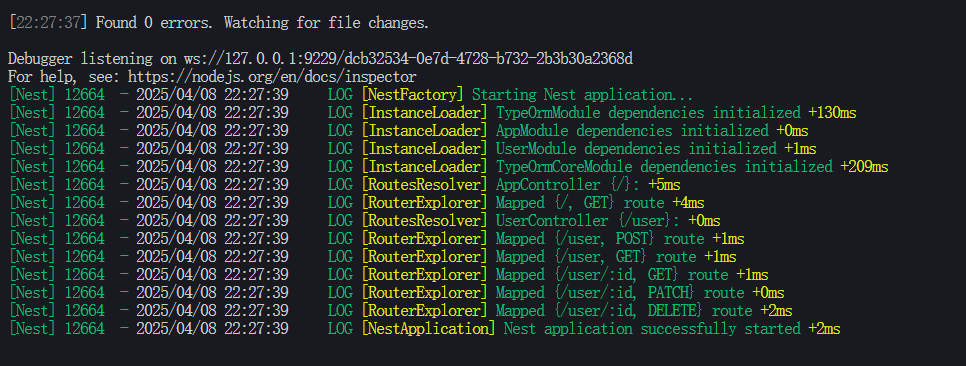 [22:27:37] Found 0 errors. Watching for file changes.
Debugger listening on ws://127.0.0.1:9229/dcb32534-0e7d-4728-b732-2b3b30a2368d
For help, see: https://nodejs.org/en/docs/inspector
[Nest] 12664  - 2025/04/08 22:27:39     LOG [NestFactory] Starting Nest application...
[Nest] 12664  - 2025/04/08 22:27:39     LOG [InstanceLoader] TypeOrmModule dependencies initialized +130ms
[Nest] 12664  - 2025/04/08 22:27:39     LOG [InstanceLoader] AppModule dependencies initialized +0ms
[Nest] 12664  - 2025/04/08 22:27:39     LOG [InstanceLoader] UserModule dependencies initialized +1ms
[Nest] 12664  - 2025/04/08 22:27:39     LOG [InstanceLoader] TypeOrmCoreModule dependencies initialized +209ms
[Nest] 12664  - 2025/04/08 22:27:39     LOG [RoutesResolver] AppController {/}: +5ms
[Nest] 12664  - 2025/04/08 22:27:39     LOG [RouterExplorer] Mapped {/, GET} route +4ms
[Nest] 12664  - 2025/04/08 22:27:39     LOG [RoutesResolver] UserController {/user}: +0ms
[Nest] 12664  - 2025/04/08 22:27:39     LOG [RouterExplorer] Mapped {/user, POST} route +1ms
[Nest] 12664  - 2025/04/08 22:27:39     LOG [RouterExplorer] Mapped {/user, GET} route +1ms
[Nest] 12664  - 2025/04/08 22:27:39     LOG [RouterExplorer] Mapped {/user/:id, GET} route +1ms
[Nest] 12664  - 2025/04/08 22:27:39     LOG [RouterExplorer] Mapped {/user/:id, PATCH} route +0ms
[Nest] 12664  - 2025/04/08 22:27:39     LOG [RouterExplorer] Mapped {/user/:id, DELETE} route +2ms
[Nest] 12664  - 2025/04/08 22:27:39     LOG [NestApplication] Nest application successfully started +2ms